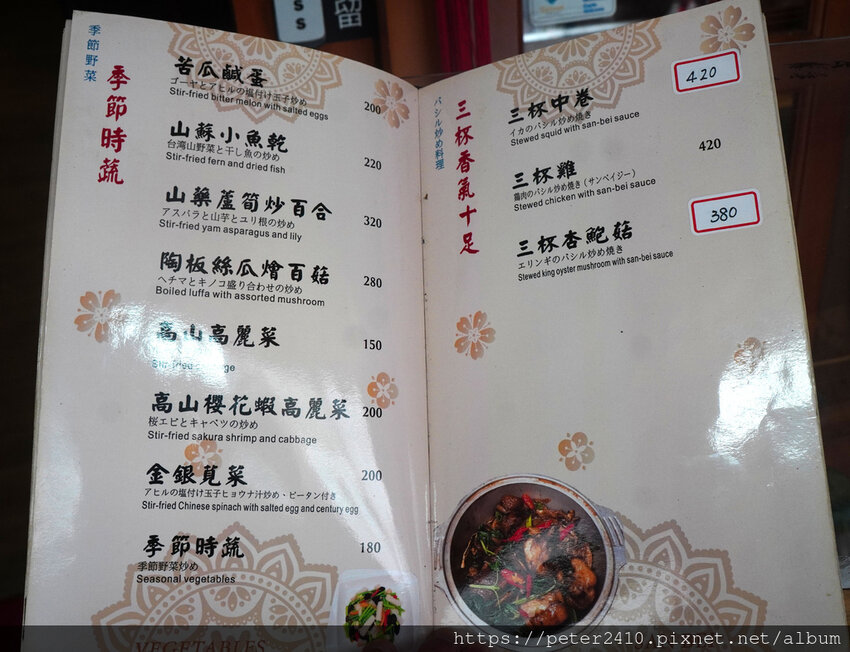 留
SS
季節野菜
季節時蔬
苦瓜鹹蛋
ゴーヤとアヒルの塩付け玉子炒め
Stir-fried bitter melon with salted eggs
200
山蘇小魚乾
台湾山野菜と干し魚の炒め
Stir-fried fern and dried fish
220
山藥蘆筍炒百合
アスパラと山芋とユリ根の炒め
Stir-fried yam asparagus and lily
320
陶板絲瓜燴百菇
ヘチマとキノコ盛り合わせの炒め
Boiled luffa with assorted mushroom
280
高山高麗菜
Stir-fried
150
高山櫻花蝦高麗菜
桜エビとキャベツの炒め
Stir-fried sakura shrimp and cabbage
200
金銀莧菜
アヒルの塩付け玉子ヒョウナ汁炒め、ピータン付き
Stir-fried Chinese spinach with salted egg and century egg
200
季節時蔬
季節野菜炒め
Seasonal vegetables
180
VEGETABLES
バジル炒め料理
三杯香氣十足
三杯中卷
イカのバシル炒め焼き
Stewed squid with san-bei sauce
420
三杯雞
鶏肉のバシル炒め焼き（サンベイジー）
Stewed chicken with san-bei sauce
420
三杯杏鮑菇
エリンギのバシル炒め焼き
Stewed king oyster mushroom with san-bei sauce
380
https://peter2410.pixnet.net/album